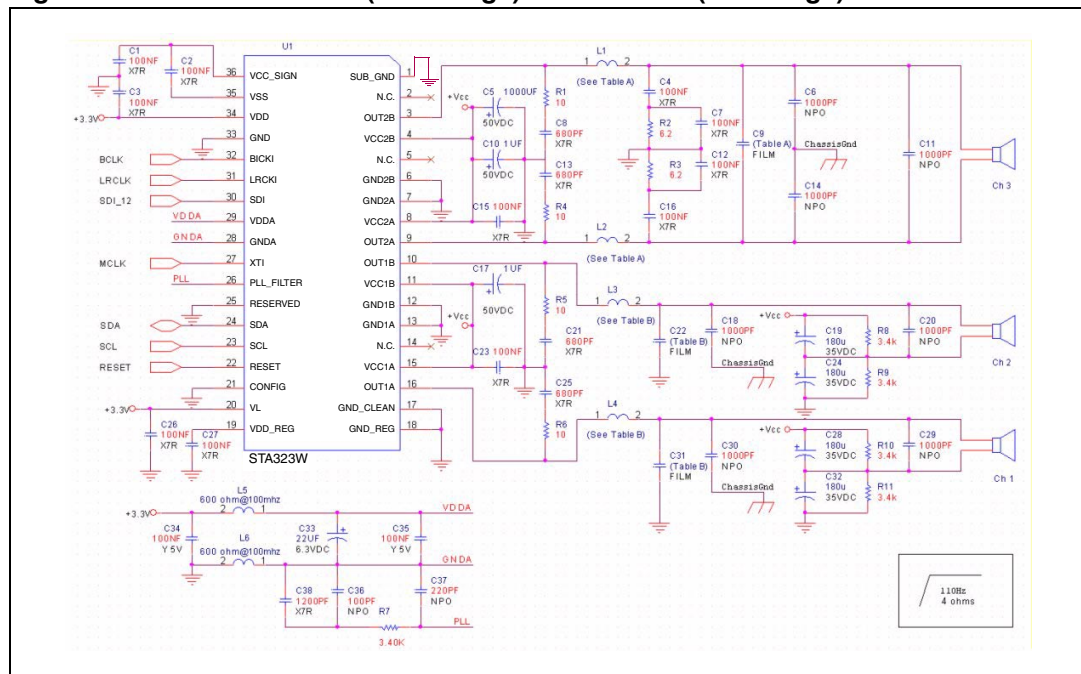 U1
STA323W
36 VCC_SIGN
35 VSS
34 VDD
33 GND
32 BICKI
31 LRCKI
30 SDI
29 VDDA
28 GNDA
27 XTI
26 PLL_FILTER
25 RESERVED
24 SDA
23 SCL
22 RESET
21 CONFIG
20 VL
19 VDD_REG
SUB_GND 1
N.C. 2
OUT2B 3
VCC2B 4
N.C. 5
GND2B 6
GND2A 7
VCC2A 8
OUT2A 9
OUT1B 10
VCC1B 11
GND1B 12
GND1A 13
N.C. 14
VCC1A 15
OUT1A 16
GND_CLEAN 17
GND_REG 18
C1
100NF
X7R
C2
100NF
X7R
C3
100NF
X7R
+3.3V
BCLK
LRCLK
SDI_12
VDDA
GNDA
MCLK
PLL
SDA
SCL
RESET
+3.3V
C26
100NF
X7R
C27
100NF
X7R
+Vcc
C5 1000UF
50VDC
C10 1UF
50VDC
C15 100NF
X7R
R1
10
C8
680PF
X7R
C13
680PF
X7R
R4
10
1 L1 2
(See Table A)
1 L2 2
(See Table A)
C4
100NF
X7R
R2
6.2
R3
6.2
C16
100NF
X7R
C7
100NF
X7R
C12
100NF
X7R
C9
(Table A)
FILM
C6
1000PF
NPO
ChassisGnd
C14
1000PF
NPO
C11
1000PF
NPO
Ch 3
C17 1UF
50VDC
+Vcc
C23 100NF
X7R
R5
10
C21
680PF
X7R
C25
680PF
X7R
R6
10
1 L3 2
(See Table B)
C22
(Table B)
FILM
C18
1000PF
NPO
ChassisGnd
+Vcc
C19
180u
35VDC
C24
180u
35VDC
R8
3.4k
R9
3.4k
C20
1000PF
NPO
Ch 2
1 L4 2
(See Table B)
C31
(Table B)
FILM
C30
1000PF
NPO
ChassisGnd
+Vcc
C28
180u
35VDC
C32
180u
35VDC
R10
3.4k
R11
3.4k
C29
1000PF
NPO
Ch 1
L5
600 ohm@100mhz
2 1
+3.3V
VDDA
C34
100NF
Y5V
L6
600 ohm@100mhz
2 1
C33
22UF
6.3VDC
C35
100NF
Y5V
GNDA
C38
1200PF
X7R
C36
100PF
NPO
C37
220PF
NPO
R7
3.40K
PLL
110Hz
4 ohms